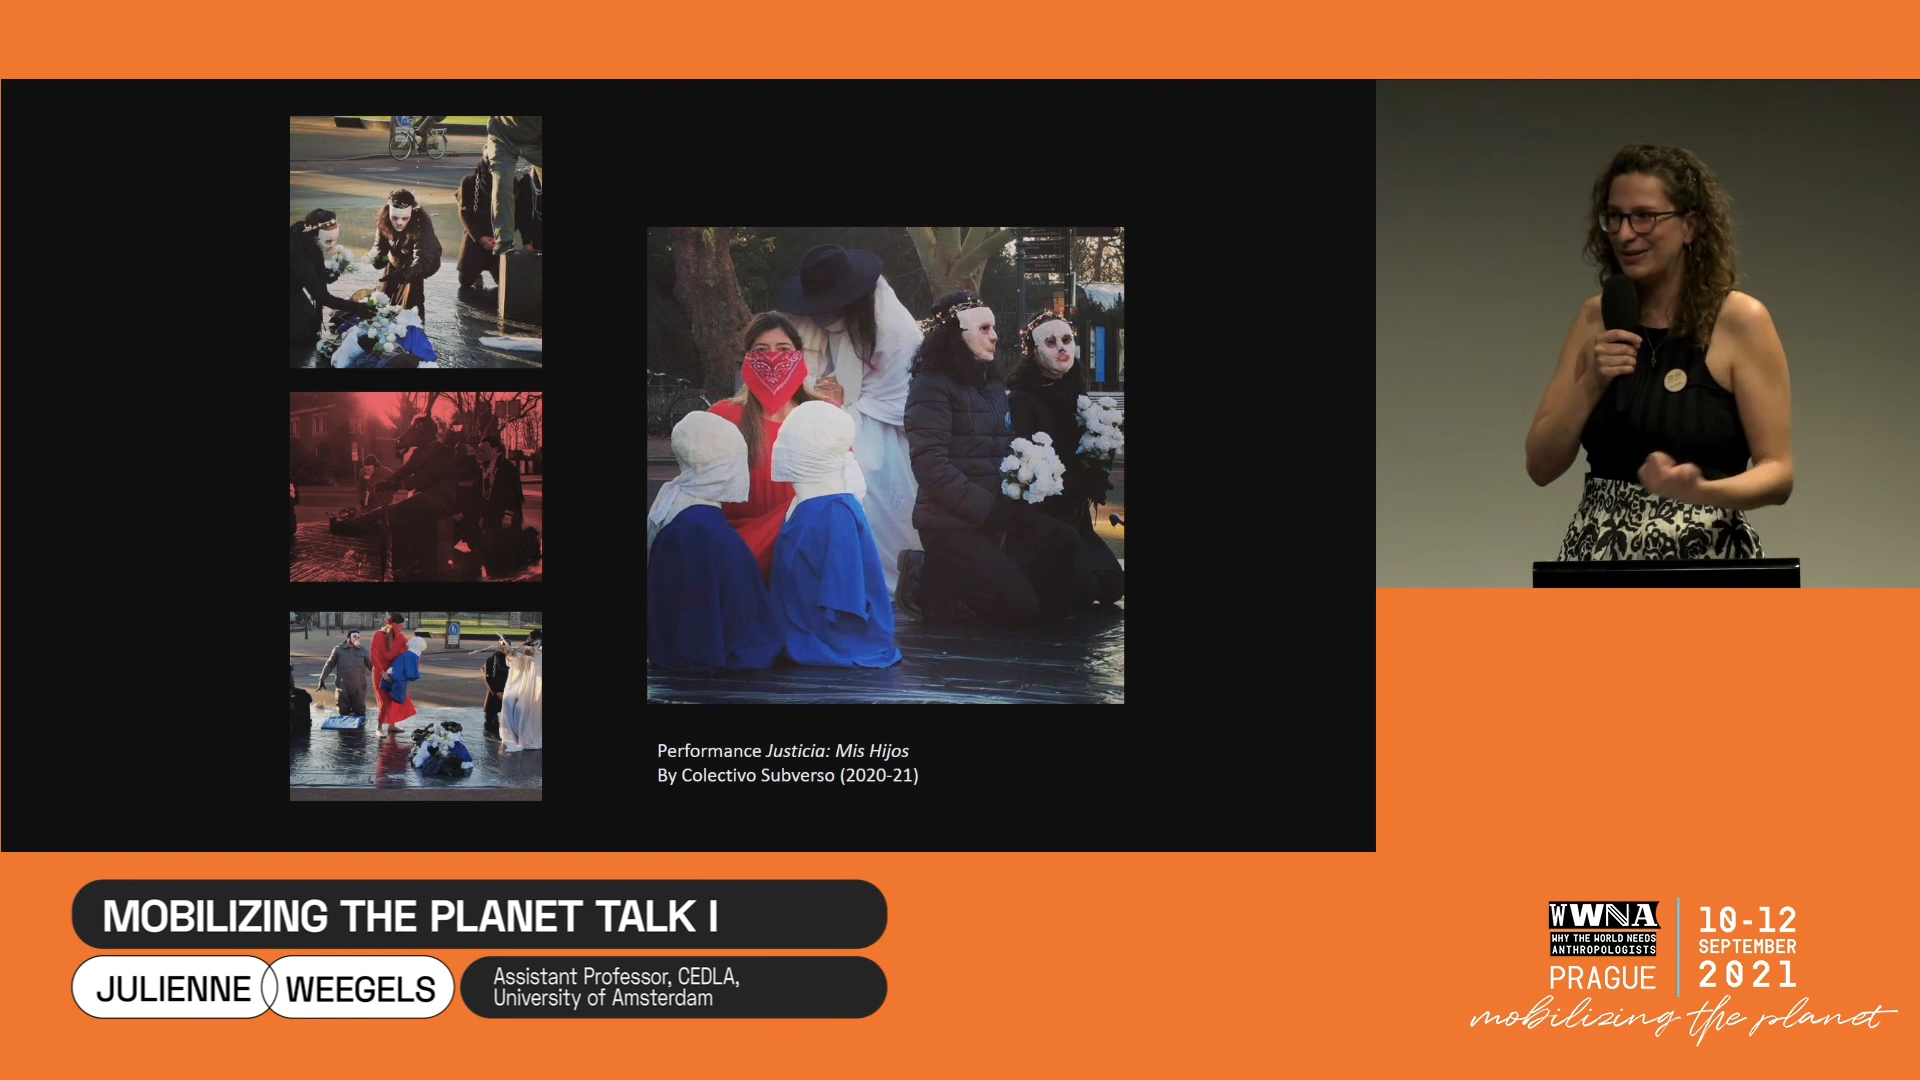 Performance Justicia: Mis Hijos
By Colectivo Subverso (2020-21)
MOBILIZING THE PLANET TALK I
JULIENNE WEEGELS
Assistant Professor, CEDLA,
University of Amsterdam
WWNA
WHY THE WORLD NEEDS
ANTHROPOLOGISTS
PRAGUE
10-12
SEPTEMBER
2021
mobilizing the planet